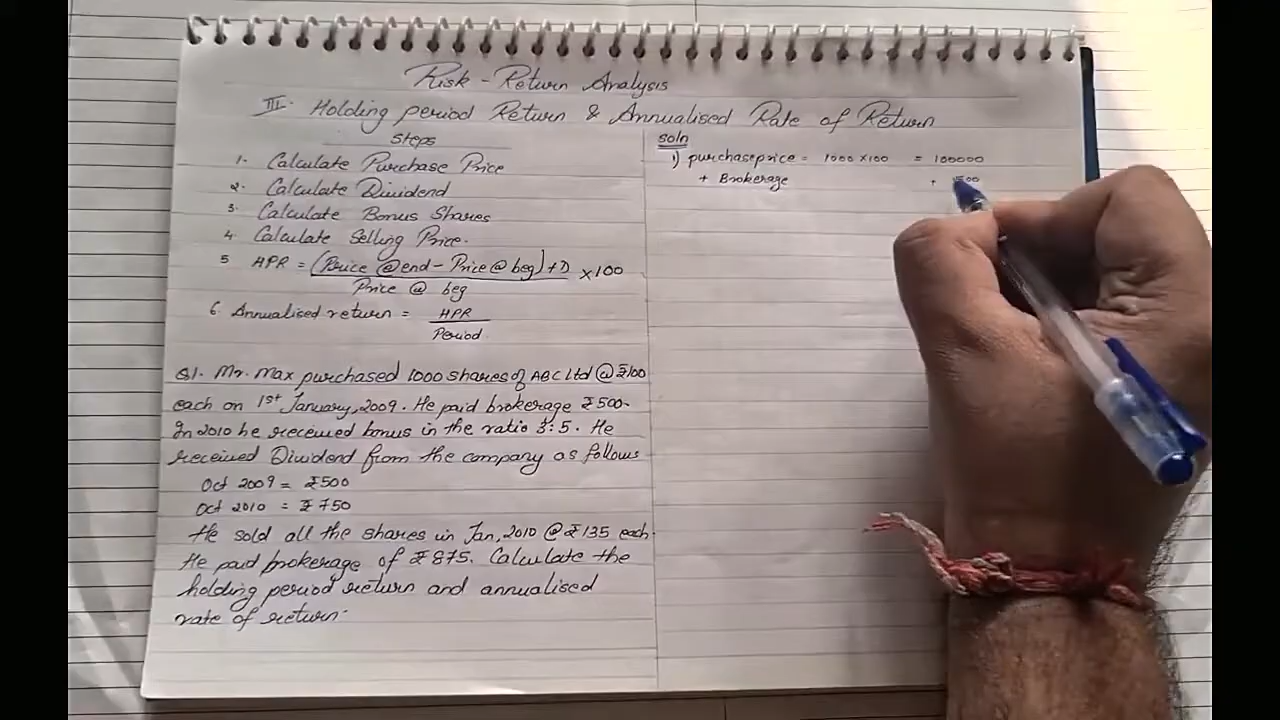 Risk - Return Analysis
III. Holding period Return & Annualised Rate of Return
Steps
1. Calculate Purchase Price
2. Calculate Dividend
3. Calculate Bonus Shares
4. Calculate Selling Price.
5 HPR = (Price @ end - Price @ beg) + D × 100
Price @ beg
6. Annualised return = HPR
Period.
Q1. Mr. Max purchased 1000 shares of ABC Ltd @ ₹100
each on 1st January, 2009. He paid brokerage ₹500.
In 2010 he received bonus in the ratio 3:5. He
received Dividend from the company as follows
Oct 2009 = ₹500
Oct 2010 = ₹750
He sold all the shares in Jan, 2010 @ ₹135 each.
He paid brokerage of ₹875. Calculate the
holding period return and annualised
rate of return.
Soln
1) purchase price = 1000 × 100 = 100000
+ Brokerage +